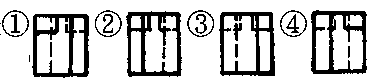 ① ② ③ ④